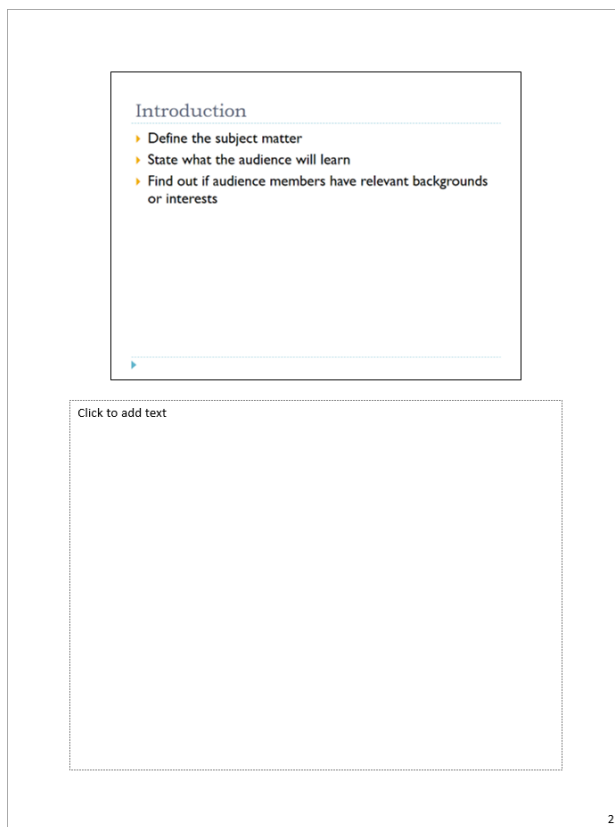 Introduction
Define the subject matter
State what the audience will learn
Find out if audience members have relevant backgrounds
or interests
Click to add text
2